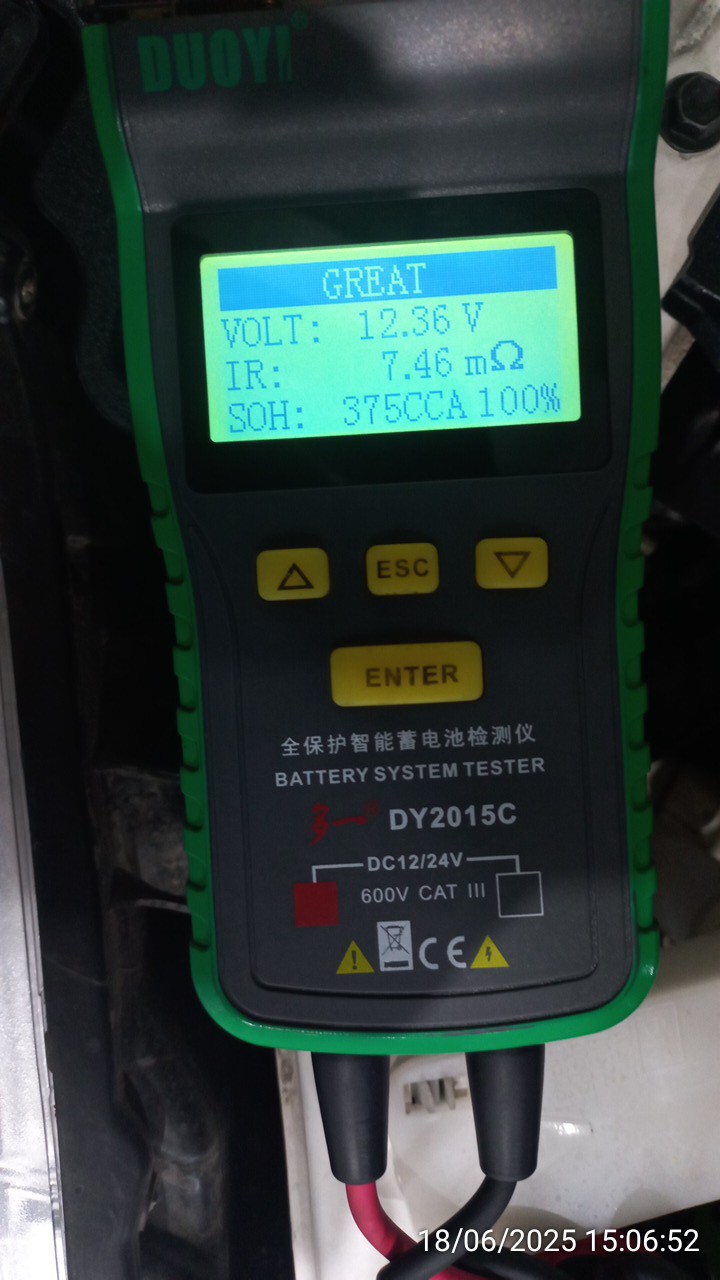 DUOYI®
GREAT
VOLT: 12.36 V
IR: 7.46 mΩ
SOH: 375CCA 100%
ESC
ENTER
全保护智能蓄电池检测仪
BATTERY SYSTEM TESTER
多一® DY2015C
DC12/24V
600V CAT III
CE
18/06/2025 15:06:52